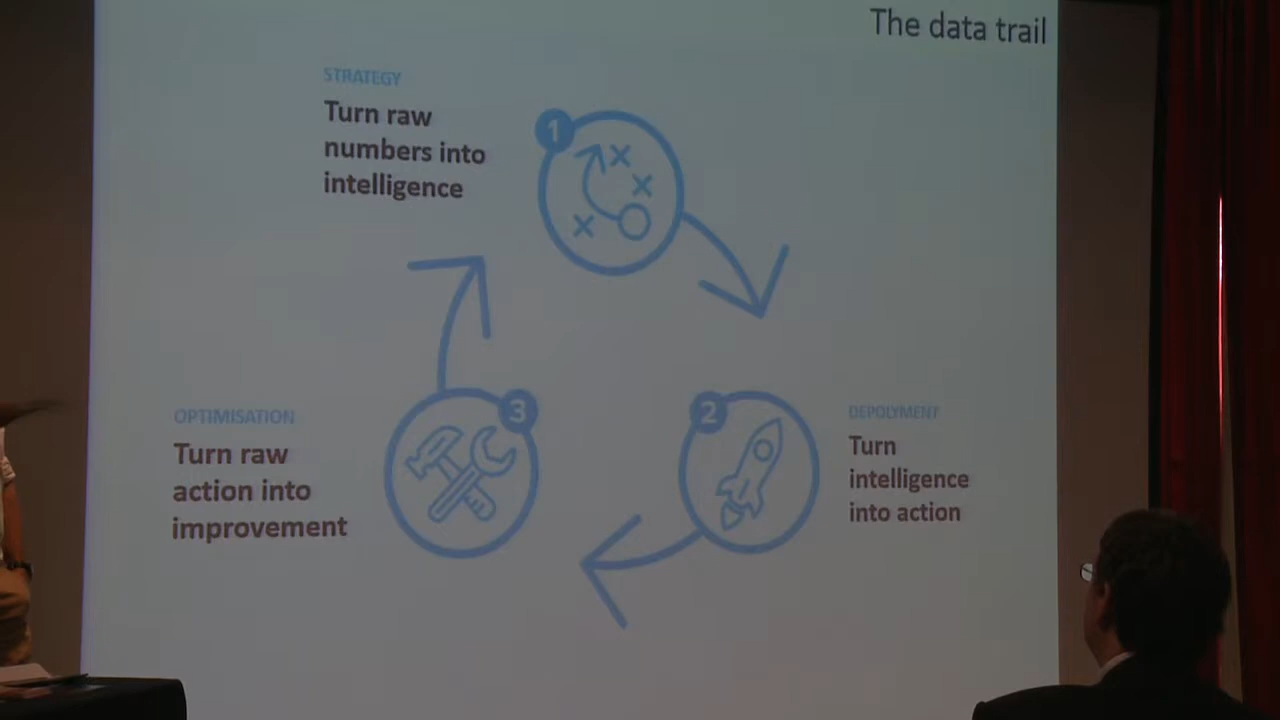 The data trail
STRATEGY
Turn raw
numbers into
intelligence
1
OPTIMISATION
Turn raw
action into
improvement
3
2
DEPOLYMENT
Turn
intelligence
into action